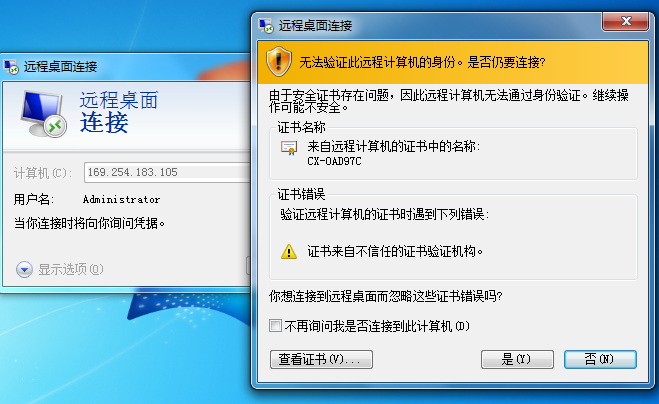 远程桌面连接
远程桌面
连接
计算机(C):
169.254.183.105
用户名:
Administrator
当你连接时将向你询问凭据。
显示选项(O)
远程桌面连接
无法验证此远程计算机的身份。是否仍要连接?
由于安全证书存在问题，因此远程计算机无法通过身份验证。继续操
作可能不安全。
证书名称
来自远程计算机的证书中的名称:
CX-OAD97C
证书错误
验证远程计算机的证书时遇到下列错误:
证书来自不信任的证书验证机构。
你想连接到远程桌面而忽略这些证书错误吗?
不再询问我是否连接到此计算机(D)
查看证书(V)...
是(Y)
否(N)